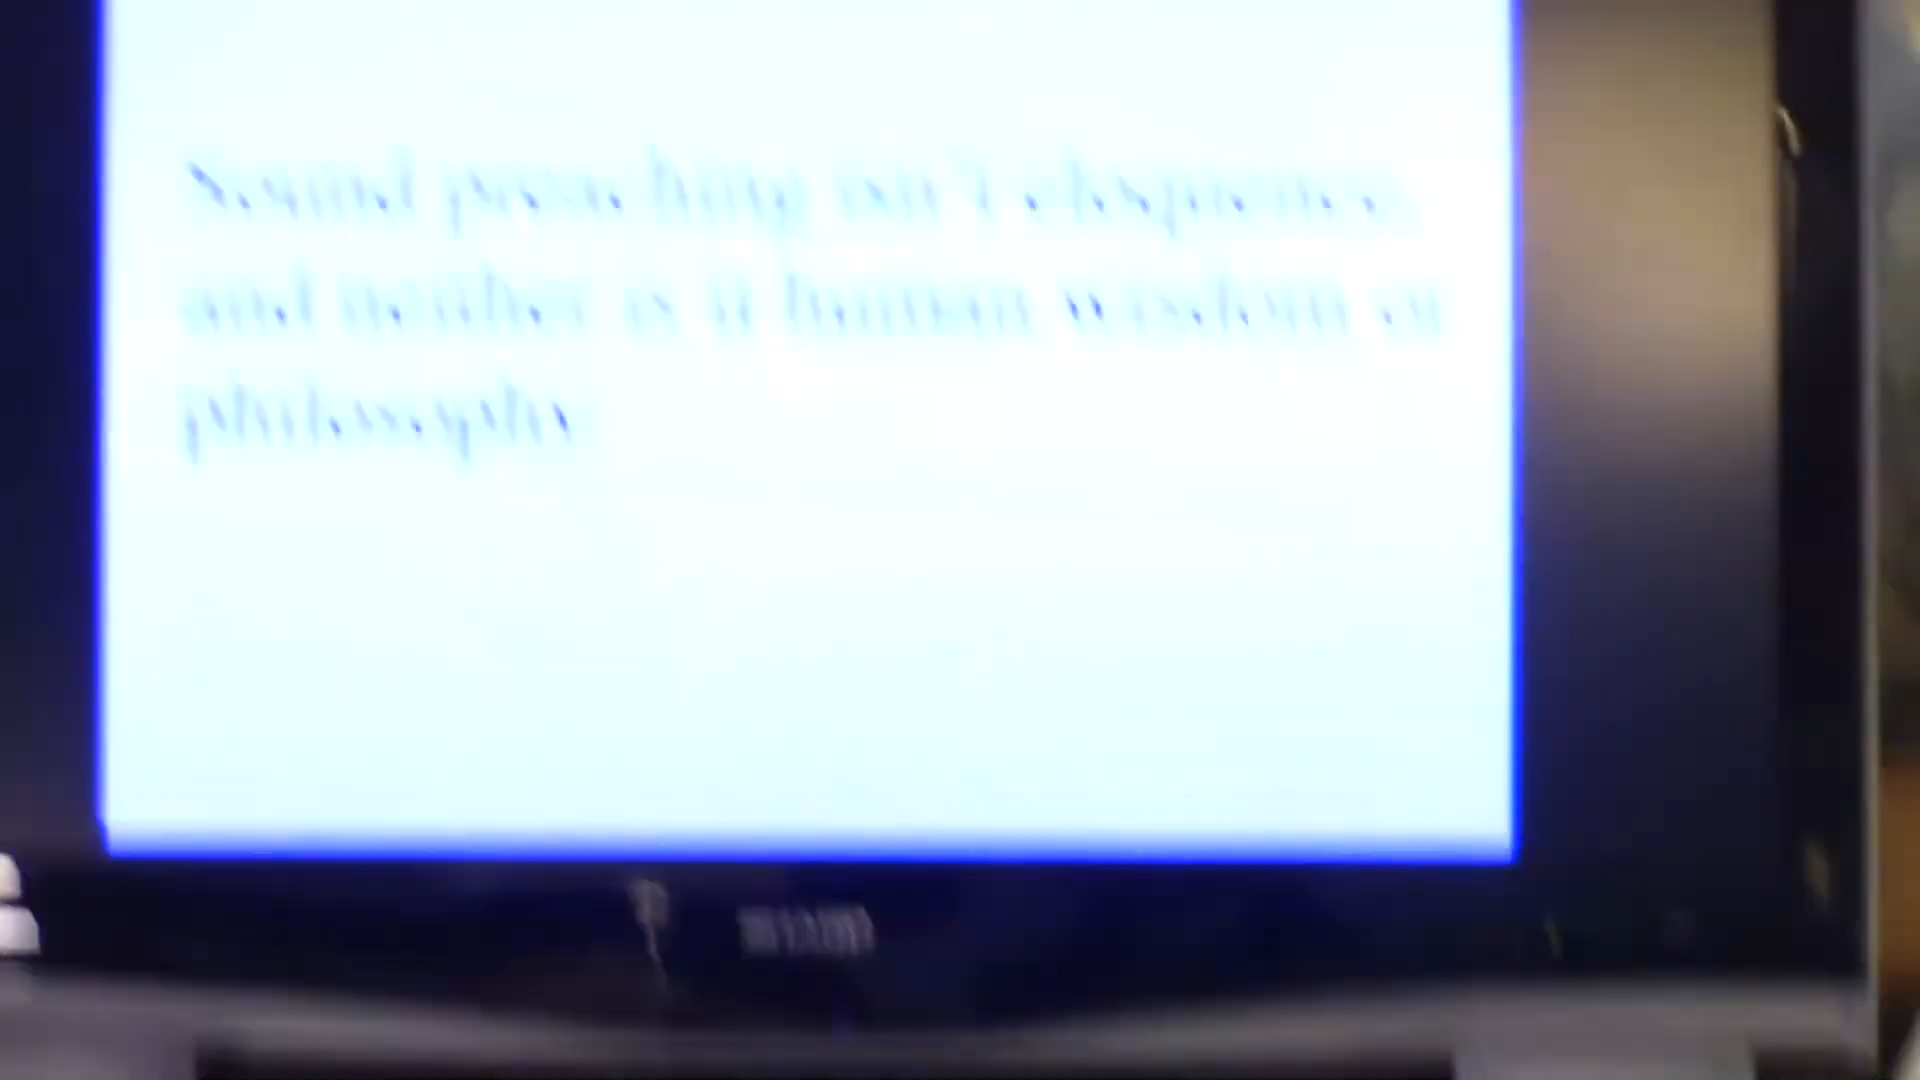 Sound preaching isn't eloquence,
and neither is it human wisdom or
philosophy